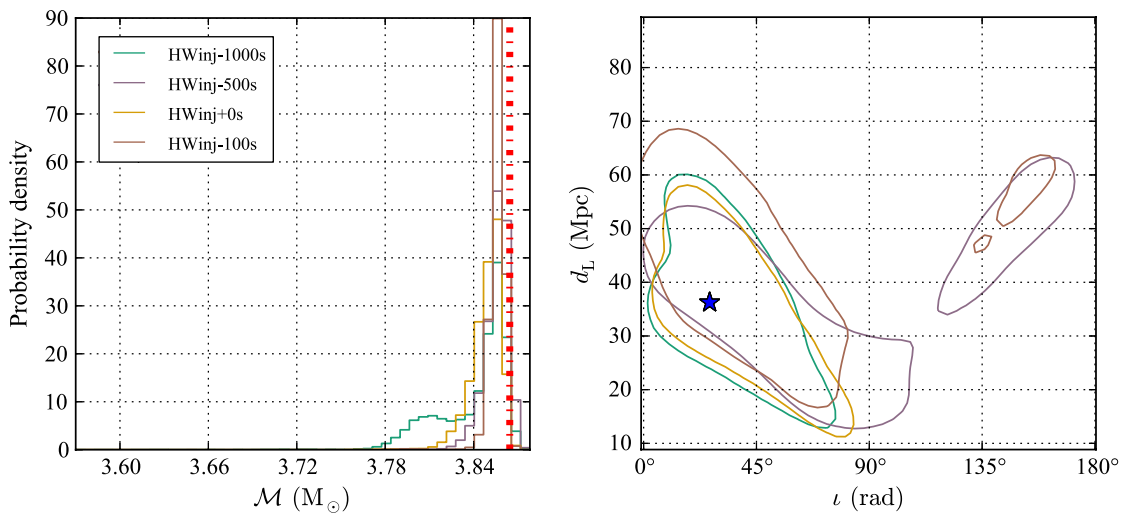 Probability density
90
80
70
60
50
40
30
20
10
0
HWinj-1000s
HWinj-500s
HWinj+0s
HWinj-100s
3.60 3.66 3.72 3.78 3.84
ℳ (M⊙)
d_L (Mpc)
80
70
60
50
40
30
20
10
0° 45° 90° 135° 180°
ι (rad)